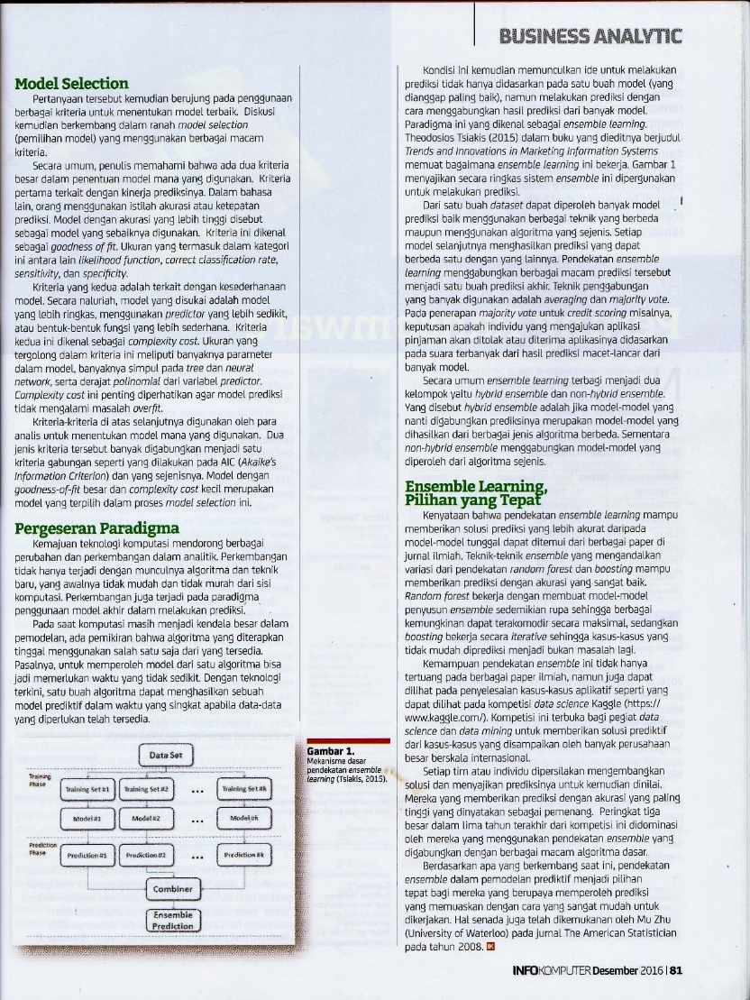 BUSINESS ANALYTIC
Model Selection
Pertanyaan tersebut kemudian berujung pada penggunaan
berbagai kriteria untuk menentukan model terbaik. Diskusi
kemudian berkembang dalam ranah model selection
(pemilihan model) yang menggunakan berbagai macam
kriteria.
Secara umum, penulis memahami bahwa ada dua kriteria
besar dalam penentuan model mana yang digunakan. Kriteria
pertama terkait dengan kinerja prediksinya. Dalam bahasa
lain, orang menggunakan istilah akurasi atau ketepatan
prediksi. Model dengan akurasi yang lebih tinggi disebut
sebagai model yang sebaiknya digunakan. Kriteria ini dikenal
sebagai goodness of fit. Ukuran yang termasuk dalam kategori
ini antara lain likelihood function, correct classification rate,
sensitivity, dan specificity.
Kriteria yang kedua adalah terkait dengan kesederhanaan
model. Secara naluriah, model yang disukai adalah model
yang lebih ringkas, menggunakan predictor yang lebih sedikit,
atau bentuk-bentuk fungsi yang lebih sederhana. Kriteria
kedua ini dikenal sebagai complexity cost. Ukuran yang
tergolong dalam kriteria ini meliputi banyaknya parameter
dalam model, banyaknya simpul pada tree dan neural
network, serta derajat polinomial dari variabel predictor.
Complexity cost ini penting diperhatikan agar model prediksi
tidak mengalami masalah overfit.
Kriteria-kriteria di atas selanjutnya digunakan oleh para
analis untuk menentukan model mana yang digunakan. Dua
jenis kriteria tersebut banyak digabungkan menjadi satu
kriteria gabungan seperti yang dilakukan pada AIC (Akaike's
Information Criterion) dan yang sejenisnya. Model dengan
goodness-of-fit besar dan complexity cost kecil merupakan
model yang terpilih dalam proses model selection ini.
Pergeseran Paradigma
Kemajuan teknologi komputasi mendorong berbagai
perubahan dan perkembangan dalam analitik. Perkembangan
tidak hanya terjadi dengan munculnya algoritma dan teknik
baru, yang awalnya tidak mudah dan tidak murah dari sisi
komputasi. Perkembangan juga terjadi pada paradigma
penggunaan model akhir dalam melakukan prediksi.
Pada saat komputasi masih menjadi kendala besar dalam
pemodelan, ada pemikiran bahwa algoritma yang diterapkan
tinggal menggunakan salah satu saja dari yang tersedia.
Pasalnya, untuk memperoleh model dari satu algoritma bisa
jadi memerlukan waktu yang tidak sedikit. Dengan teknologi
terkini, satu buah algoritma dapat menghasilkan sebuah
model prediktif dalam waktu yang singkat apabila data-data
yang diperlukan telah tersedia.
Data Set
Training
Phase
Training Set #1 Training Set #2 ... Training Set #k
Model #1 Model #2 ... Model #k
Prediction
Phase
Prediction #1 Prediction #2 ... Prediction #k
Combiner
Ensemble
Prediction
Gambar 1.
Mekanisme dasar
pendekatan ensemble
learning (Tsiakis, 2015).
Kondisi ini kemudian memunculkan ide untuk melakukan
prediksi tidak hanya didasarkan pada satu buah model (yang
dianggap paling baik), namun melakukan prediksi dengan
cara menggabungkan hasil prediksi dari banyak model.
Paradigma ini yang dikenal sebagai ensemble learning.
Theodosios Tsiakis (2015) dalam buku yang dieditnya berjudul
Trends and Innovations in Marketing Information Systems
memuat bagaimana ensemble learning ini bekerja. Gambar 1
menyajikan secara ringkas sistem ensemble ini dipergunakan
untuk melakukan prediksi.
Dari satu buah dataset dapat diperoleh banyak model
prediksi baik menggunakan berbagai teknik yang berbeda
maupun menggunakan algoritma yang sejenis. Setiap
model selanjutnya menghasilkan prediksi yang dapat
berbeda satu dengan yang lainnya. Pendekatan ensemble
learning menggabungkan berbagai macam prediksi tersebut
menjadi satu buah prediksi akhir. Teknik penggabungan
yang banyak digunakan adalah averaging dan majority vote.
Pada penerapan majority vote untuk credit scoring misalnya,
keputusan apakah individu yang mengajukan aplikasi
pinjaman akan ditolak atau diterima aplikasinya didasarkan
pada suara terbanyak dari hasil prediksi macet-lancar dari
banyak model.
Secara umum ensemble learning terbagi menjadi dua
kelompok yaitu hybrid ensemble dan non-hybrid ensemble.
Yang disebut hybrid ensemble adalah jika model-model yang
nanti digabungkan prediksinya merupakan model-model yang
dihasilkan dari berbagai jenis algoritma berbeda. Sementara
non-hybrid ensemble menggabungkan model-model yang
diperoleh dari algoritma sejenis.
Ensemble Learning,
Pilihan yang Tepat
Kenyataan bahwa pendekatan ensemble learning mampu
memberikan solusi prediksi yang lebih akurat daripada
model-model tunggal dapat ditemui dari berbagai paper di
jurnal ilmiah. Teknik-teknik ensemble yang mengandalkan
variasi dari pendekatan random forest dan boosting mampu
memberikan prediksi dengan akurasi yang sangat baik.
Random forest bekerja dengan membuat model-model
penyusun ensemble sedemikian rupa sehingga berbagai
kemungkinan dapat terakomodir secara maksimal, sedangkan
boosting bekerja secara iterative sehingga kasus-kasus yang
tidak mudah diprediksi menjadi bukan masalah lagi.
Kemampuan pendekatan ensemble ini tidak hanya
tertuang pada berbagai paper ilmiah, namun juga dapat
dilihat pada penyelesaian kasus-kasus aplikatif seperti yang
dapat dilihat pada kompetisi data science Kaggle (https://
www.kaggle.com/). Kompetisi ini terbuka bagi pegiat data
science dan data mining untuk memberikan solusi prediktif
dari kasus-kasus yang disampaikan oleh banyak perusahaan
besar berskala internasional.
Setiap tim atau individu dipersilakan mengembangkan
solusi dan menyajikan prediksinya untuk kemudian dinilai.
Mereka yang memberikan prediksi dengan akurasi yang paling
tinggi yang dinyatakan sebagai pemenang. Peringkat tiga
besar dalam lima tahun terakhir dari kompetisi ini didominasi
oleh mereka yang menggunakan pendekatan ensemble yang
digabungkan dengan berbagai macam algoritma dasar.
Berdasarkan apa yang berkembang saat ini, pendekatan
ensemble dalam pemodelan prediktif menjadi pilihan
tepat bagi mereka yang berupaya memperoleh prediksi
yang memuaskan dengan cara yang sangat mudah untuk
dikerjakan. Hal senada juga telah dikemukanan oleh Mu Zhu
(University of Waterloo) pada jurnal The American Statistician
pada tahun 2008. IK
INFOKOMPUTER Desember 2016 | 81